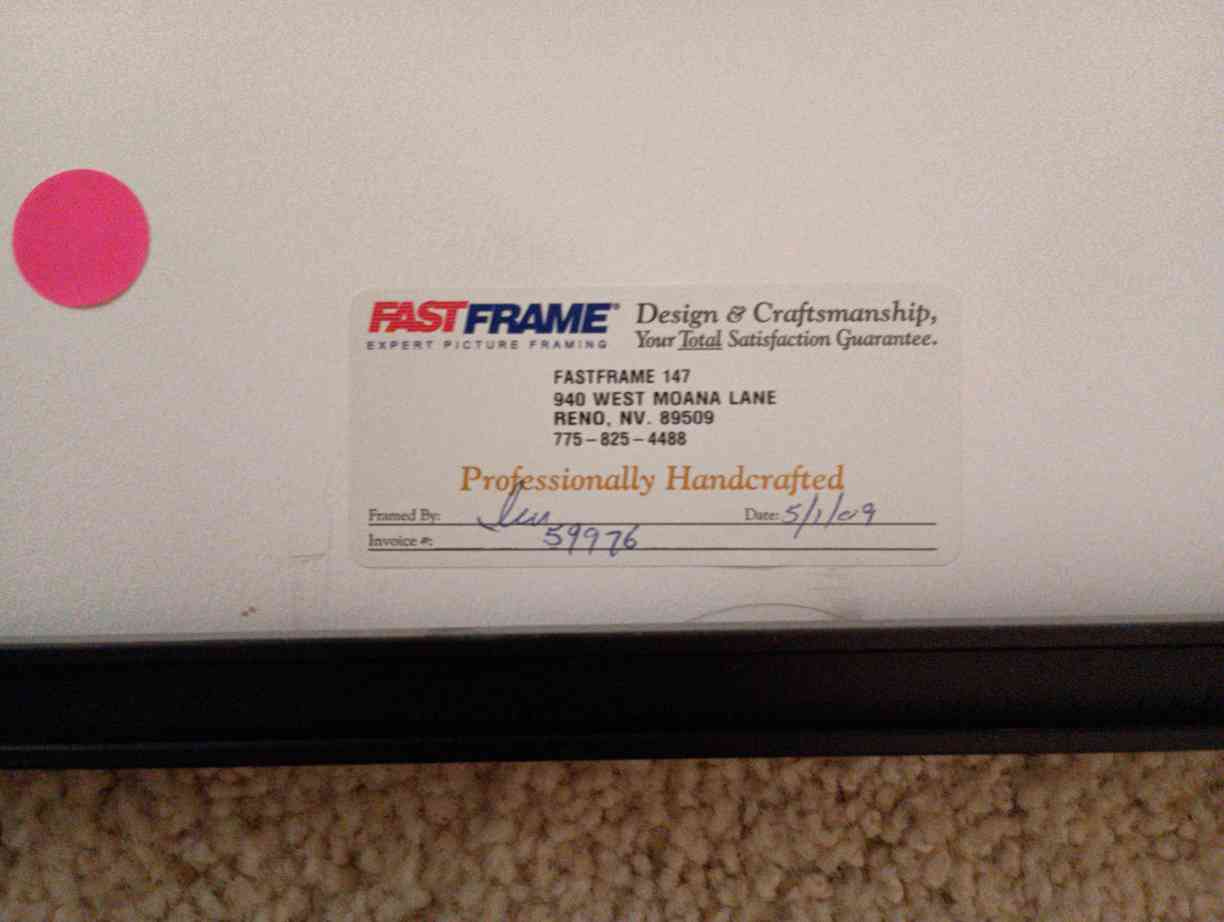 FASTFRAME®
EXPERT PICTURE FRAMING
Design & Craftsmanship,
Your Total Satisfaction Guarantee.
FASTFRAME 147
940 WEST MOANA LANE
RENO, NV. 89509
775-825-4488
Professionally Handcrafted
Framed By: Date: 5/1/09
Invoice #: 59976